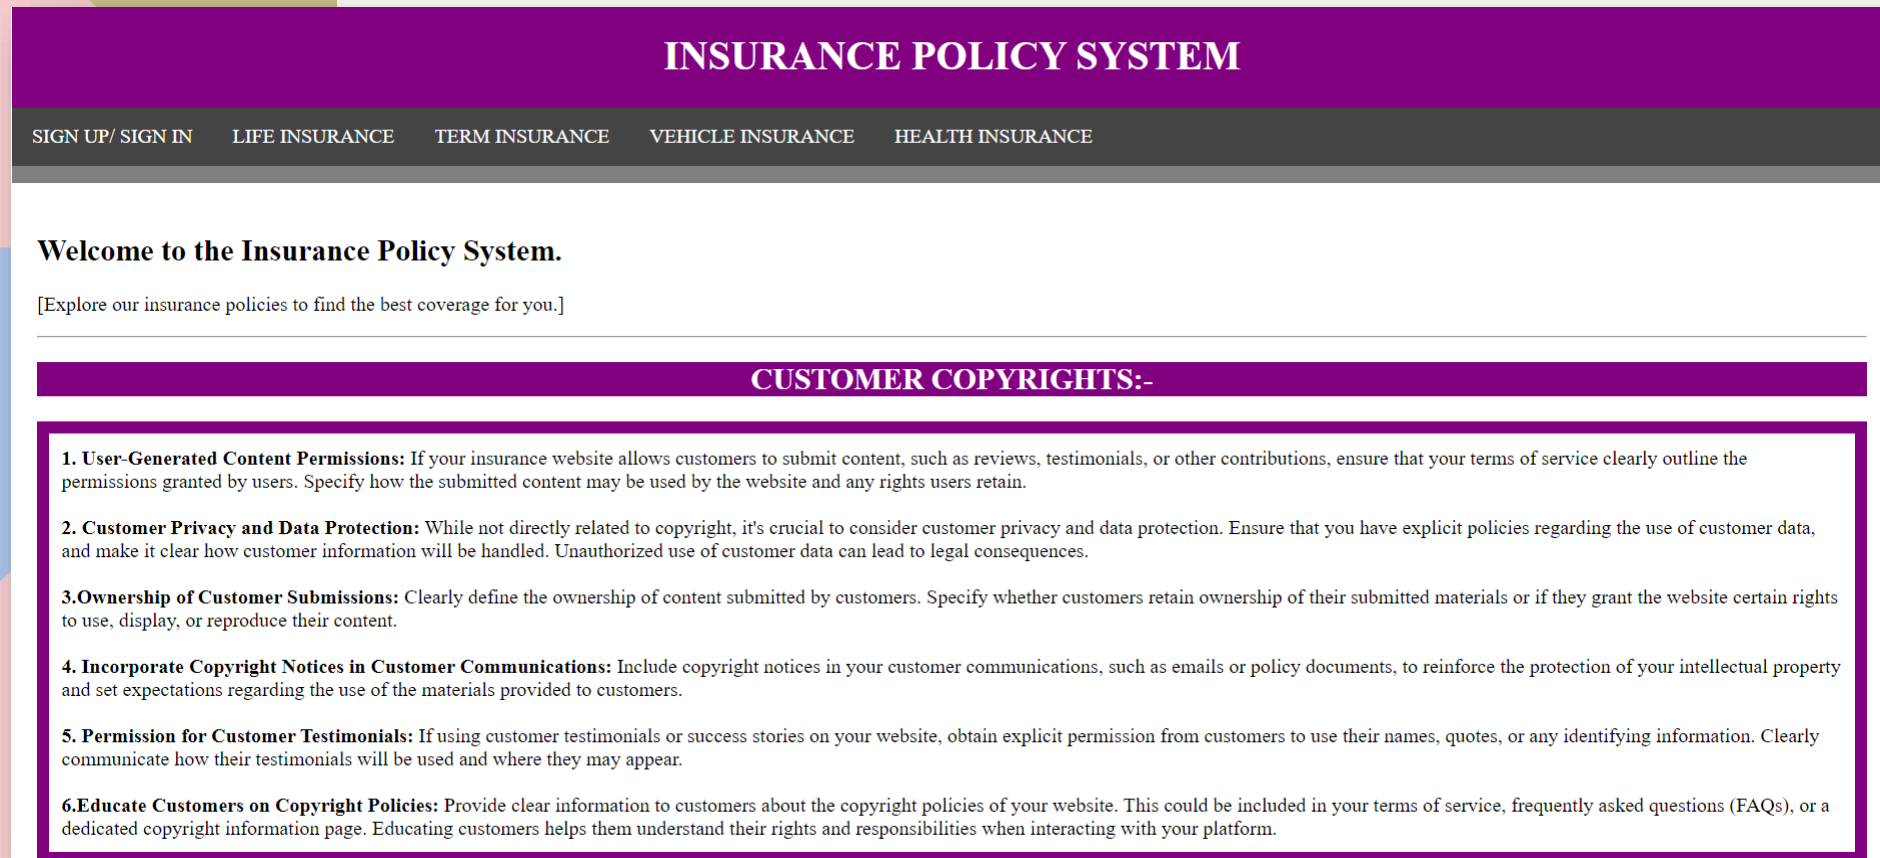 INSURANCE POLICY SYSTEM
SIGN UP/ SIGN IN LIFE INSURANCE TERM INSURANCE VEHICLE INSURANCE HEALTH INSURANCE
Welcome to the Insurance Policy System.
[Explore our insurance policies to find the best coverage for you.]
CUSTOMER COPYRIGHTS:-
1. User-Generated Content Permissions: If your insurance website allows customers to submit content, such as reviews, testimonials, or other contributions, ensure that your terms of service clearly outline the
permissions granted by users. Specify how the submitted content may be used by the website and any rights users retain.
2. Customer Privacy and Data Protection: While not directly related to copyright, it's crucial to consider customer privacy and data protection. Ensure that you have explicit policies regarding the use of customer data,
and make it clear how customer information will be handled. Unauthorized use of customer data can lead to legal consequences.
3.Ownership of Customer Submissions: Clearly define the ownership of content submitted by customers. Specify whether customers retain ownership of their submitted materials or if they grant the website certain rights
to use, display, or reproduce their content.
4. Incorporate Copyright Notices in Customer Communications: Include copyright notices in your customer communications, such as emails or policy documents, to reinforce the protection of your intellectual property
and set expectations regarding the use of the materials provided to customers.
5. Permission for Customer Testimonials: If using customer testimonials or success stories on your website, obtain explicit permission from customers to use their names, quotes, or any identifying information. Clearly
communicate how their testimonials will be used and where they may appear.
6.Educate Customers on Copyright Policies: Provide clear information to customers about the copyright policies of your website. This could be included in your terms of service, frequently asked questions (FAQs), or a
dedicated copyright information page. Educating customers helps them understand their rights and responsibilities when interacting with your platform.